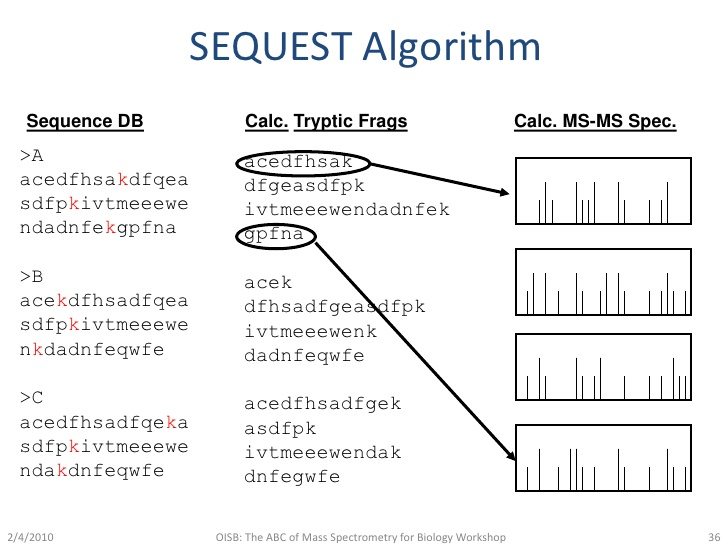 SEQUEST Algorithm
Sequence DB
>A
acedfhsakdfqea
sdfpkivtmeeewe
ndadnfekgpfna
>B
acekdfhsadfqea
sdfpkivtmeeewe
nkdadnfeqwfe
>C
acedfhsadfqeka
sdfpkivtmeeewe
ndakdnfeqwfe
Calc. Tryptic Frags
acedfhsak
dfgeasdfpk
ivtmeeewendadnfek
gpfna
acek
dfhsadfgeasdfpk
ivtmeeewenk
dadnfeqwfe
acedfhsadfgek
asdfpk
ivtmeeewendak
dnfegwfe
Calc. MS-MS Spec.
2/4/2010
OISB: The ABC of Mass Spectrometry for Biology Workshop
36